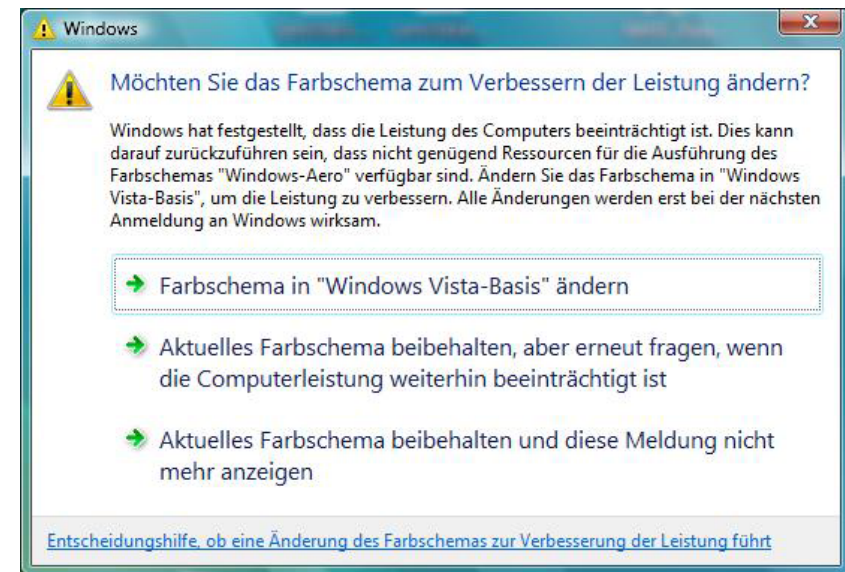 Windows
Möchten Sie das Farbschema zum Verbessern der Leistung ändern?
Windows hat festgestellt, dass die Leistung des Computers beeinträchtigt ist. Dies kann
darauf zurückzuführen sein, dass nicht genügend Ressourcen für die Ausführung des
Farbschemas "Windows-Aero" verfügbar sind. Ändern Sie das Farbschema in "Windows
Vista-Basis", um die Leistung zu verbessern. Alle Änderungen werden erst bei der nächsten
Anmeldung an Windows wirksam.
Farbschema in "Windows Vista-Basis" ändern
Aktuelles Farbschema beibehalten, aber erneut fragen, wenn
die Computerleistung weiterhin beeinträchtigt ist
Aktuelles Farbschema beibehalten und diese Meldung nicht
mehr anzeigen
Entscheidungshilfe, ob eine Änderung des Farbschemas zur Verbesserung der Leistung führt